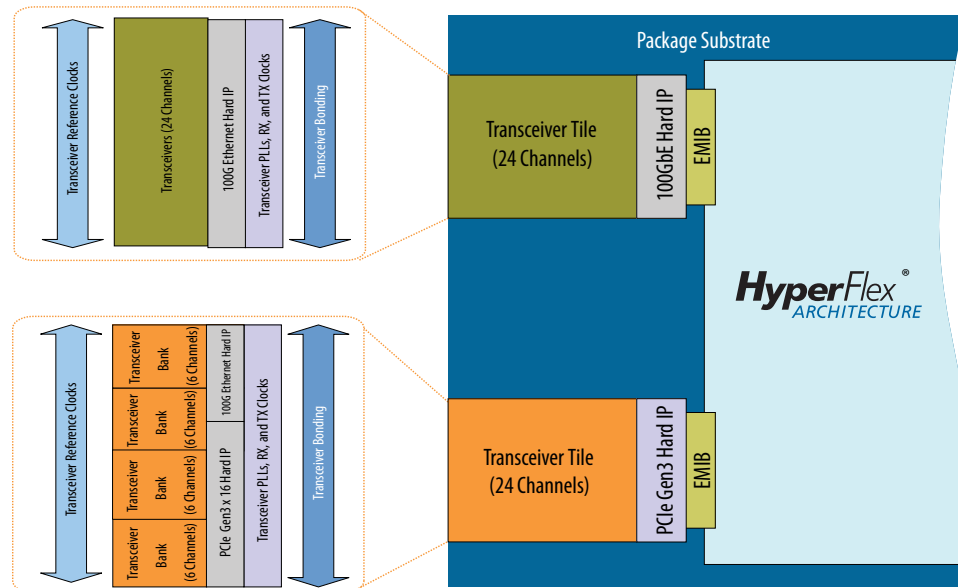 Transceiver Reference Clocks
Transceivers (24 Channels)
100G Ethernet Hard IP
Transceiver PLLs, RX, and TX Clocks
Transceiver Bonding
Package Substrate
Transceiver Tile
(24 Channels)
100GbE Hard IP
EMIB
HyperFlex®
ARCHITECTURE
Transceiver Reference Clocks
Transceiver
Bank
(6 Channels)
Transceiver
Bank
(6 Channels)
Transceiver
Bank
(6 Channels)
Transceiver
Bank
(6 Channels)
100G Ethernet Hard IP
PCIe Gen3 x 16 Hard IP
Transceiver PLLs, RX, and TX Clocks
Transceiver Bonding
Transceiver Tile
(24 Channels)
PCIe Gen3 Hard IP
EMIB